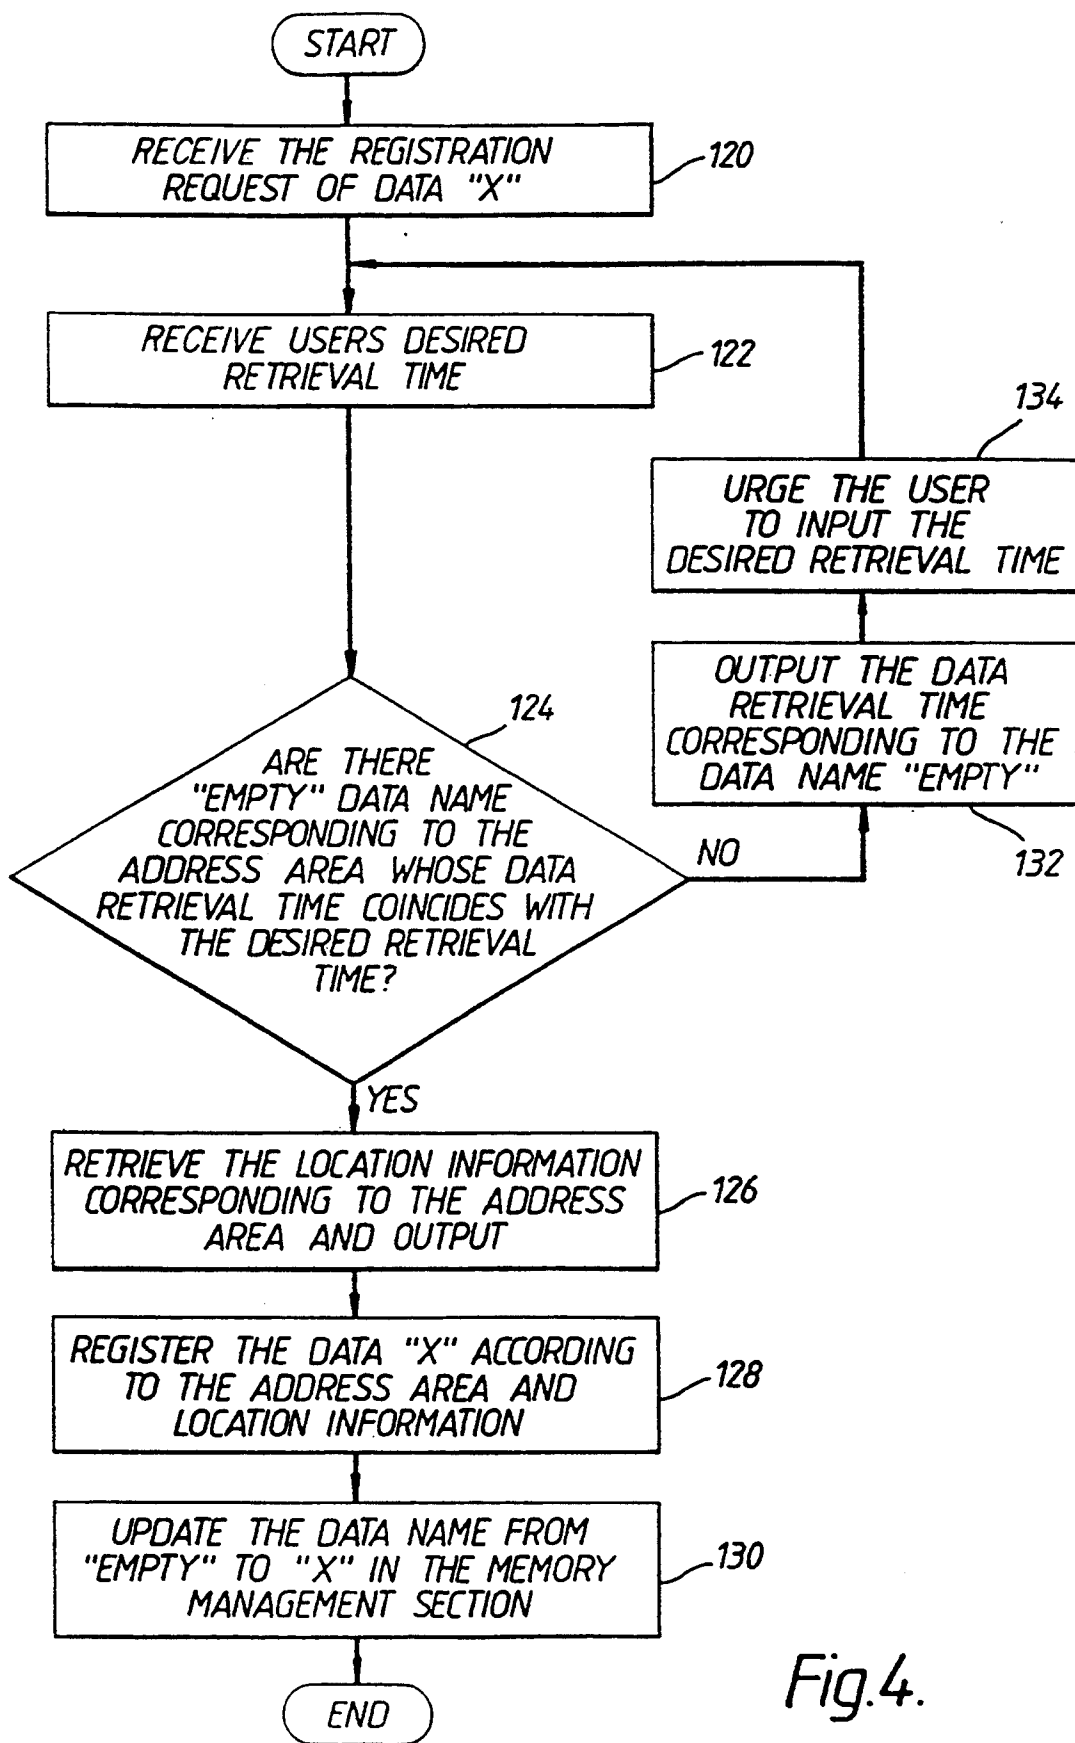 START
RECEIVE THE REGISTRATION
REQUEST OF DATA "X"
120
RECEIVE USERS DESIRED
RETRIEVAL TIME
122
134
URGE THE USER
TO INPUT THE
DESIRED RETRIEVAL TIME
OUTPUT THE DATA
RETRIEVAL TIME
CORRESPONDING TO THE
DATA NAME "EMPTY"
132
124
ARE THERE
"EMPTY" DATA NAME
CORRESPONDING TO THE
ADDRESS AREA WHOSE DATA
RETRIEVAL TIME COINCIDES WITH
THE DESIRED RETRIEVAL
TIME?
NO
YES
RETRIEVE THE LOCATION INFORMATION
CORRESPONDING TO THE ADDRESS
AREA AND OUTPUT
126
REGISTER THE DATA "X" ACCORDING
TO THE ADDRESS AREA AND
LOCATION INFORMATION
128
UPDATE THE DATA NAME FROM
"EMPTY" TO "X" IN THE MEMORY
MANAGEMENT SECTION
130
END
Fig.4.